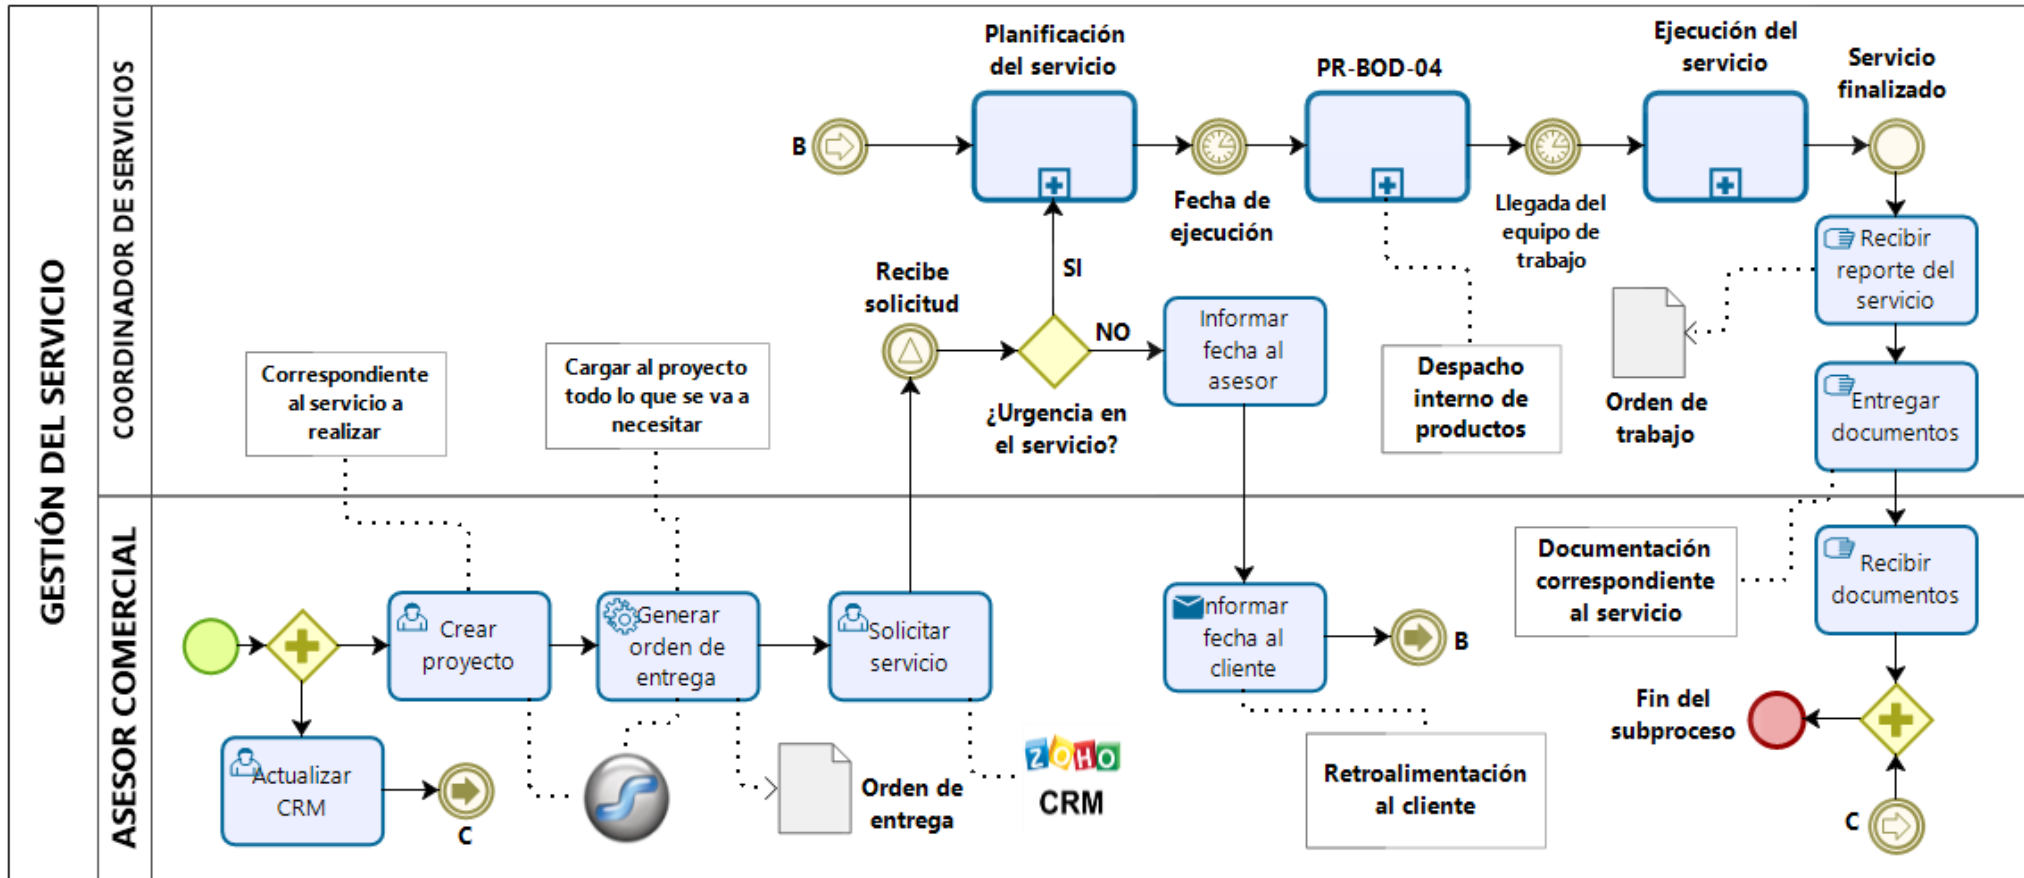 GESTIÓN DEL SERVICIO
COORDINADOR DE SERVICIOS
B
Planificación
del servicio
Fecha de
ejecución
PR-BOD-04
Llegada del
equipo de
trabajo
Ejecución del
servicio
Servicio
finalizado
Recibe
solicitud
SI
NO
¿Urgencia en
el servicio?
Informar
fecha al
asesor
Despacho
interno de
productos
Recibir
reporte del
servicio
Orden de
trabajo
Entregar
documentos
Correspondiente
al servicio a
realizar
Cargar al proyecto
todo lo que se va a
necesitar
ASESOR COMERCIAL
Crear
proyecto
Generar
orden de
entrega
Solicitar
servicio
Informar
fecha al
cliente
B
Documentación
correspondiente
al servicio
Recibir
documentos
Actualizar
CRM
C
Orden de
entrega
ZOHO
CRM
Retroalimentación
al cliente
Fin del
subproceso
C